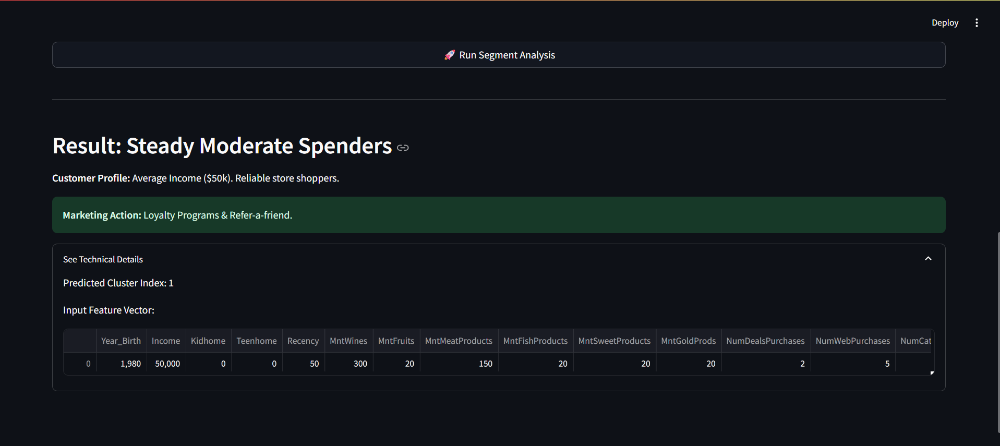 Deploy
🚀 Run Segment Analysis
Result: Steady Moderate Spenders
Customer Profile: Average Income ($50k). Reliable store shoppers.
Marketing Action: Loyalty Programs & Refer-a-friend.
See Technical Details
Predicted Cluster Index: 1
Input Feature Vector:
Year_Birth Income Kidhome Teenhome Recency MntWines MntFruits MntMeatProducts MntFishProducts MntSweetProducts MntGoldProds NumDealsPurchases NumWebPurchases NumCat
0 1,980 50,000 0 0 50 300 20 150 20 20 20 2 5